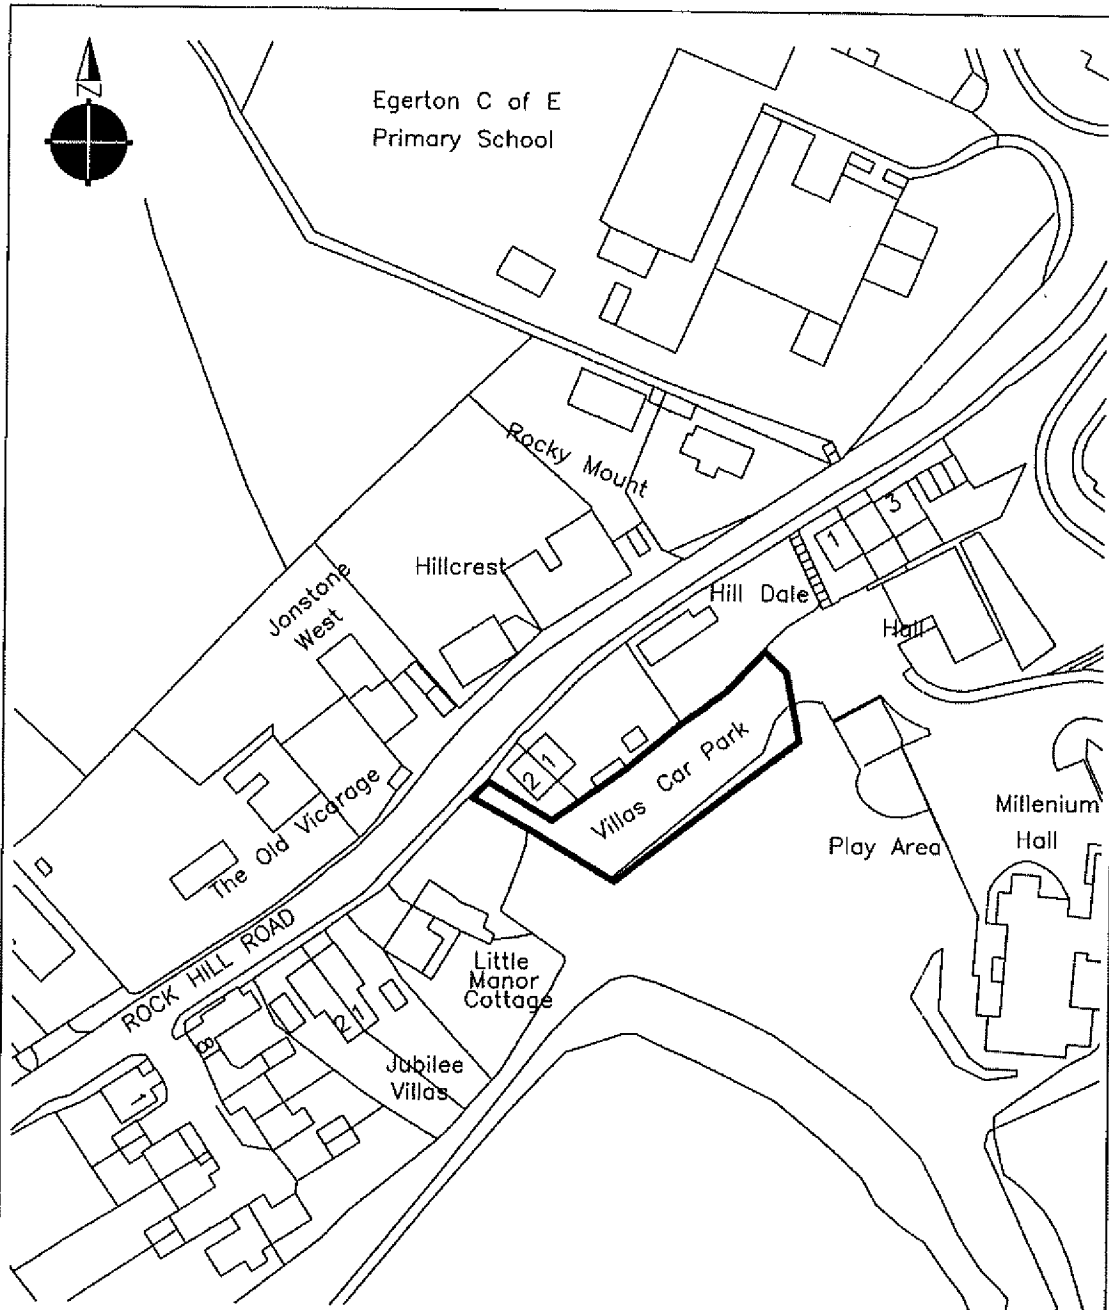 N
Egerton C of E
Primary School
Rocky Mount
Hillcrest
Jonstone
West
3
1
Hill Dale
Hall
2 1
Villas Car Park
The Old Vicarage
Millenium
Hall
Play Area
ROCK HILL ROAD
Little
Manor
Cottage
2 1
8
Jubilee
Villas
1